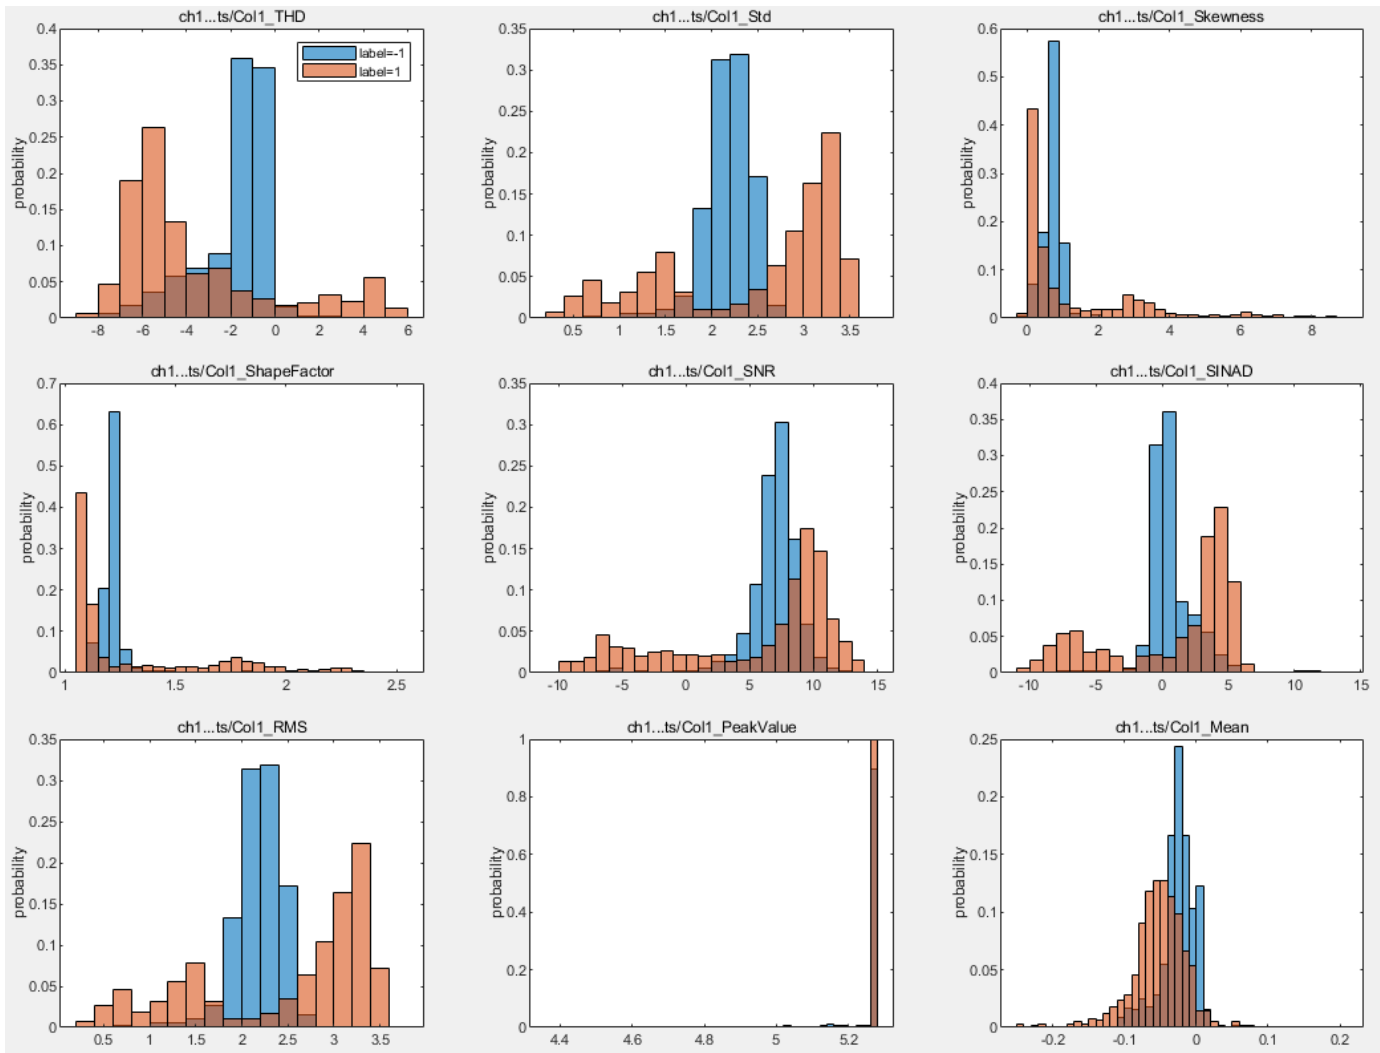 ch1...ts/Col1_THD
0.4
0.35
0.3
0.25
0.2
0.15
0.1
0.05
0
probability
-8 -6 -4 -2 0 2 4 6
label=-1
label=1
ch1...ts/Col1_Std
0.35
0.3
0.25
0.2
0.15
0.1
0.05
0
probability
0.5 1 1.5 2 2.5 3 3.5
ch1...ts/Col1_Skewness
0.6
0.5
0.4
0.3
0.2
0.1
0
probability
0 2 4 6 8
ch1...ts/Col1_ShapeFactor
0.7
0.6
0.5
0.4
0.3
0.2
0.1
0
probability
1 1.5 2 2.5
ch1...ts/Col1_SNR
0.35
0.3
0.25
0.2
0.15
0.1
0.05
0
probability
-10 -5 0 5 10 15
ch1...ts/Col1_SINAD
0.4
0.35
0.3
0.25
0.2
0.15
0.1
0.05
0
probability
-10 -5 0 5 10 15
ch1...ts/Col1_RMS
0.35
0.3
0.25
0.2
0.15
0.1
0.05
0
probability
0.5 1 1.5 2 2.5 3 3.5
ch1...ts/Col1_PeakValue
1
0.8
0.6
0.4
0.2
0
probability
4.4 4.6 4.8 5 5.2
ch1...ts/Col1_Mean
0.25
0.2
0.15
0.1
0.05
0
probability
-0.2 -0.1 0 0.1 0.2